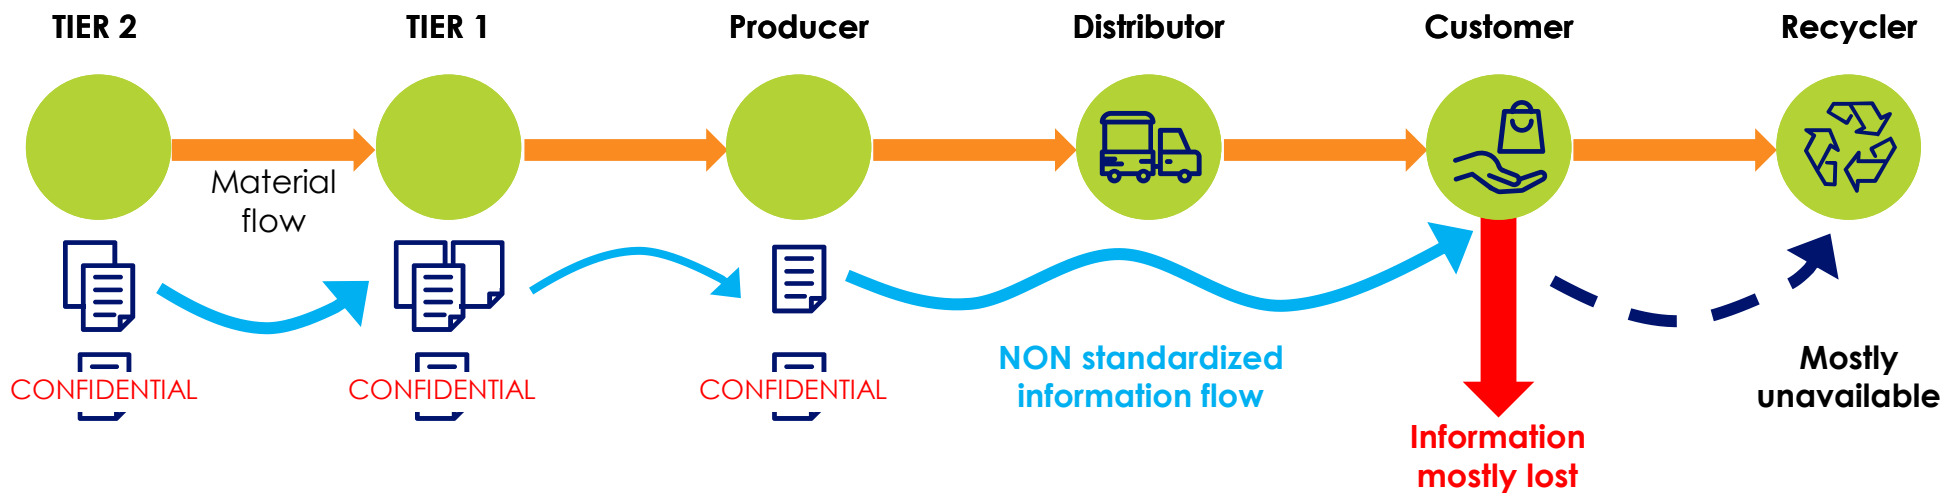 TIER 2
TIER 1
Producer
Distributor
Customer
Recycler
Material
flow
CONFIDENTIAL
CONFIDENTIAL
CONFIDENTIAL
NON standardized
information flow
Information
mostly lost
Mostly
unavailable